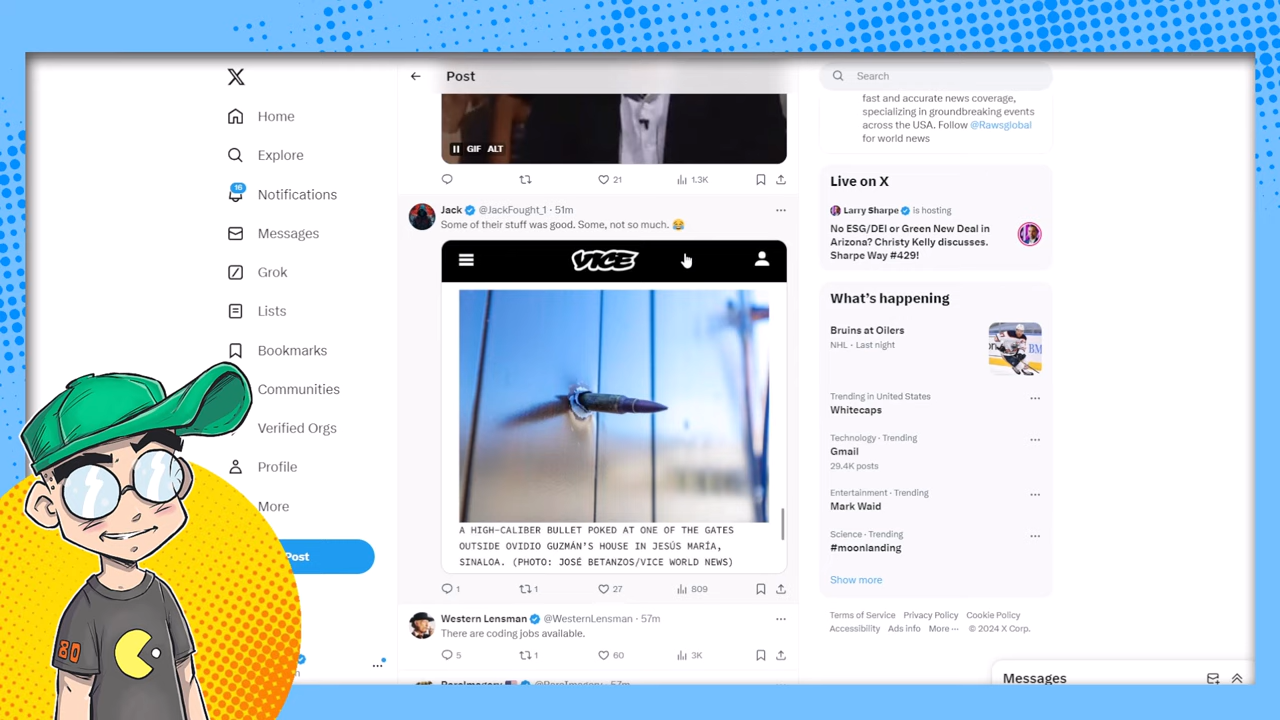 Home
Explore
16
Notifications
Messages
Grok
Lists
Bookmarks
Communities
Verified Orgs
Profile
More
Post
80
Post
GIF ALT
21
1.3K
Jack @JackFought_1 · 51m
Some of their stuff was good. Some, not so much. 😂
VICE
A HIGH-CALIBER BULLET POKED AT ONE OF THE GATES
OUTSIDE OVIDIO GUZMÁN'S HOUSE IN JESÚS MARÍA,
SINALOA. (PHOTO: JOSÉ BETANZOS/VICE WORLD NEWS)
1
1
27
809
Western Lensman @WesternLensman · 57m
There are coding jobs available.
5
1
60
3K
Search
fast and accurate news coverage,
specializing in groundbreaking events
across the USA. Follow @Rawsglobal
for world news
Live on X
Larry Sharpe is hosting
No ESG/DEI or Green New Deal in
Arizona? Christy Kelly discusses.
Sharpe Way #429!
What's happening
Bruins at Oilers
NHL · Last night
Trending in United States
Whitecaps
Technology · Trending
Gmail
29.4K posts
Entertainment · Trending
Mark Waid
Science · Trending
#moonlanding
Show more
Terms of Service Privacy Policy Cookie Policy
Accessibility Ads info More ··· © 2024 X Corp.
Messages